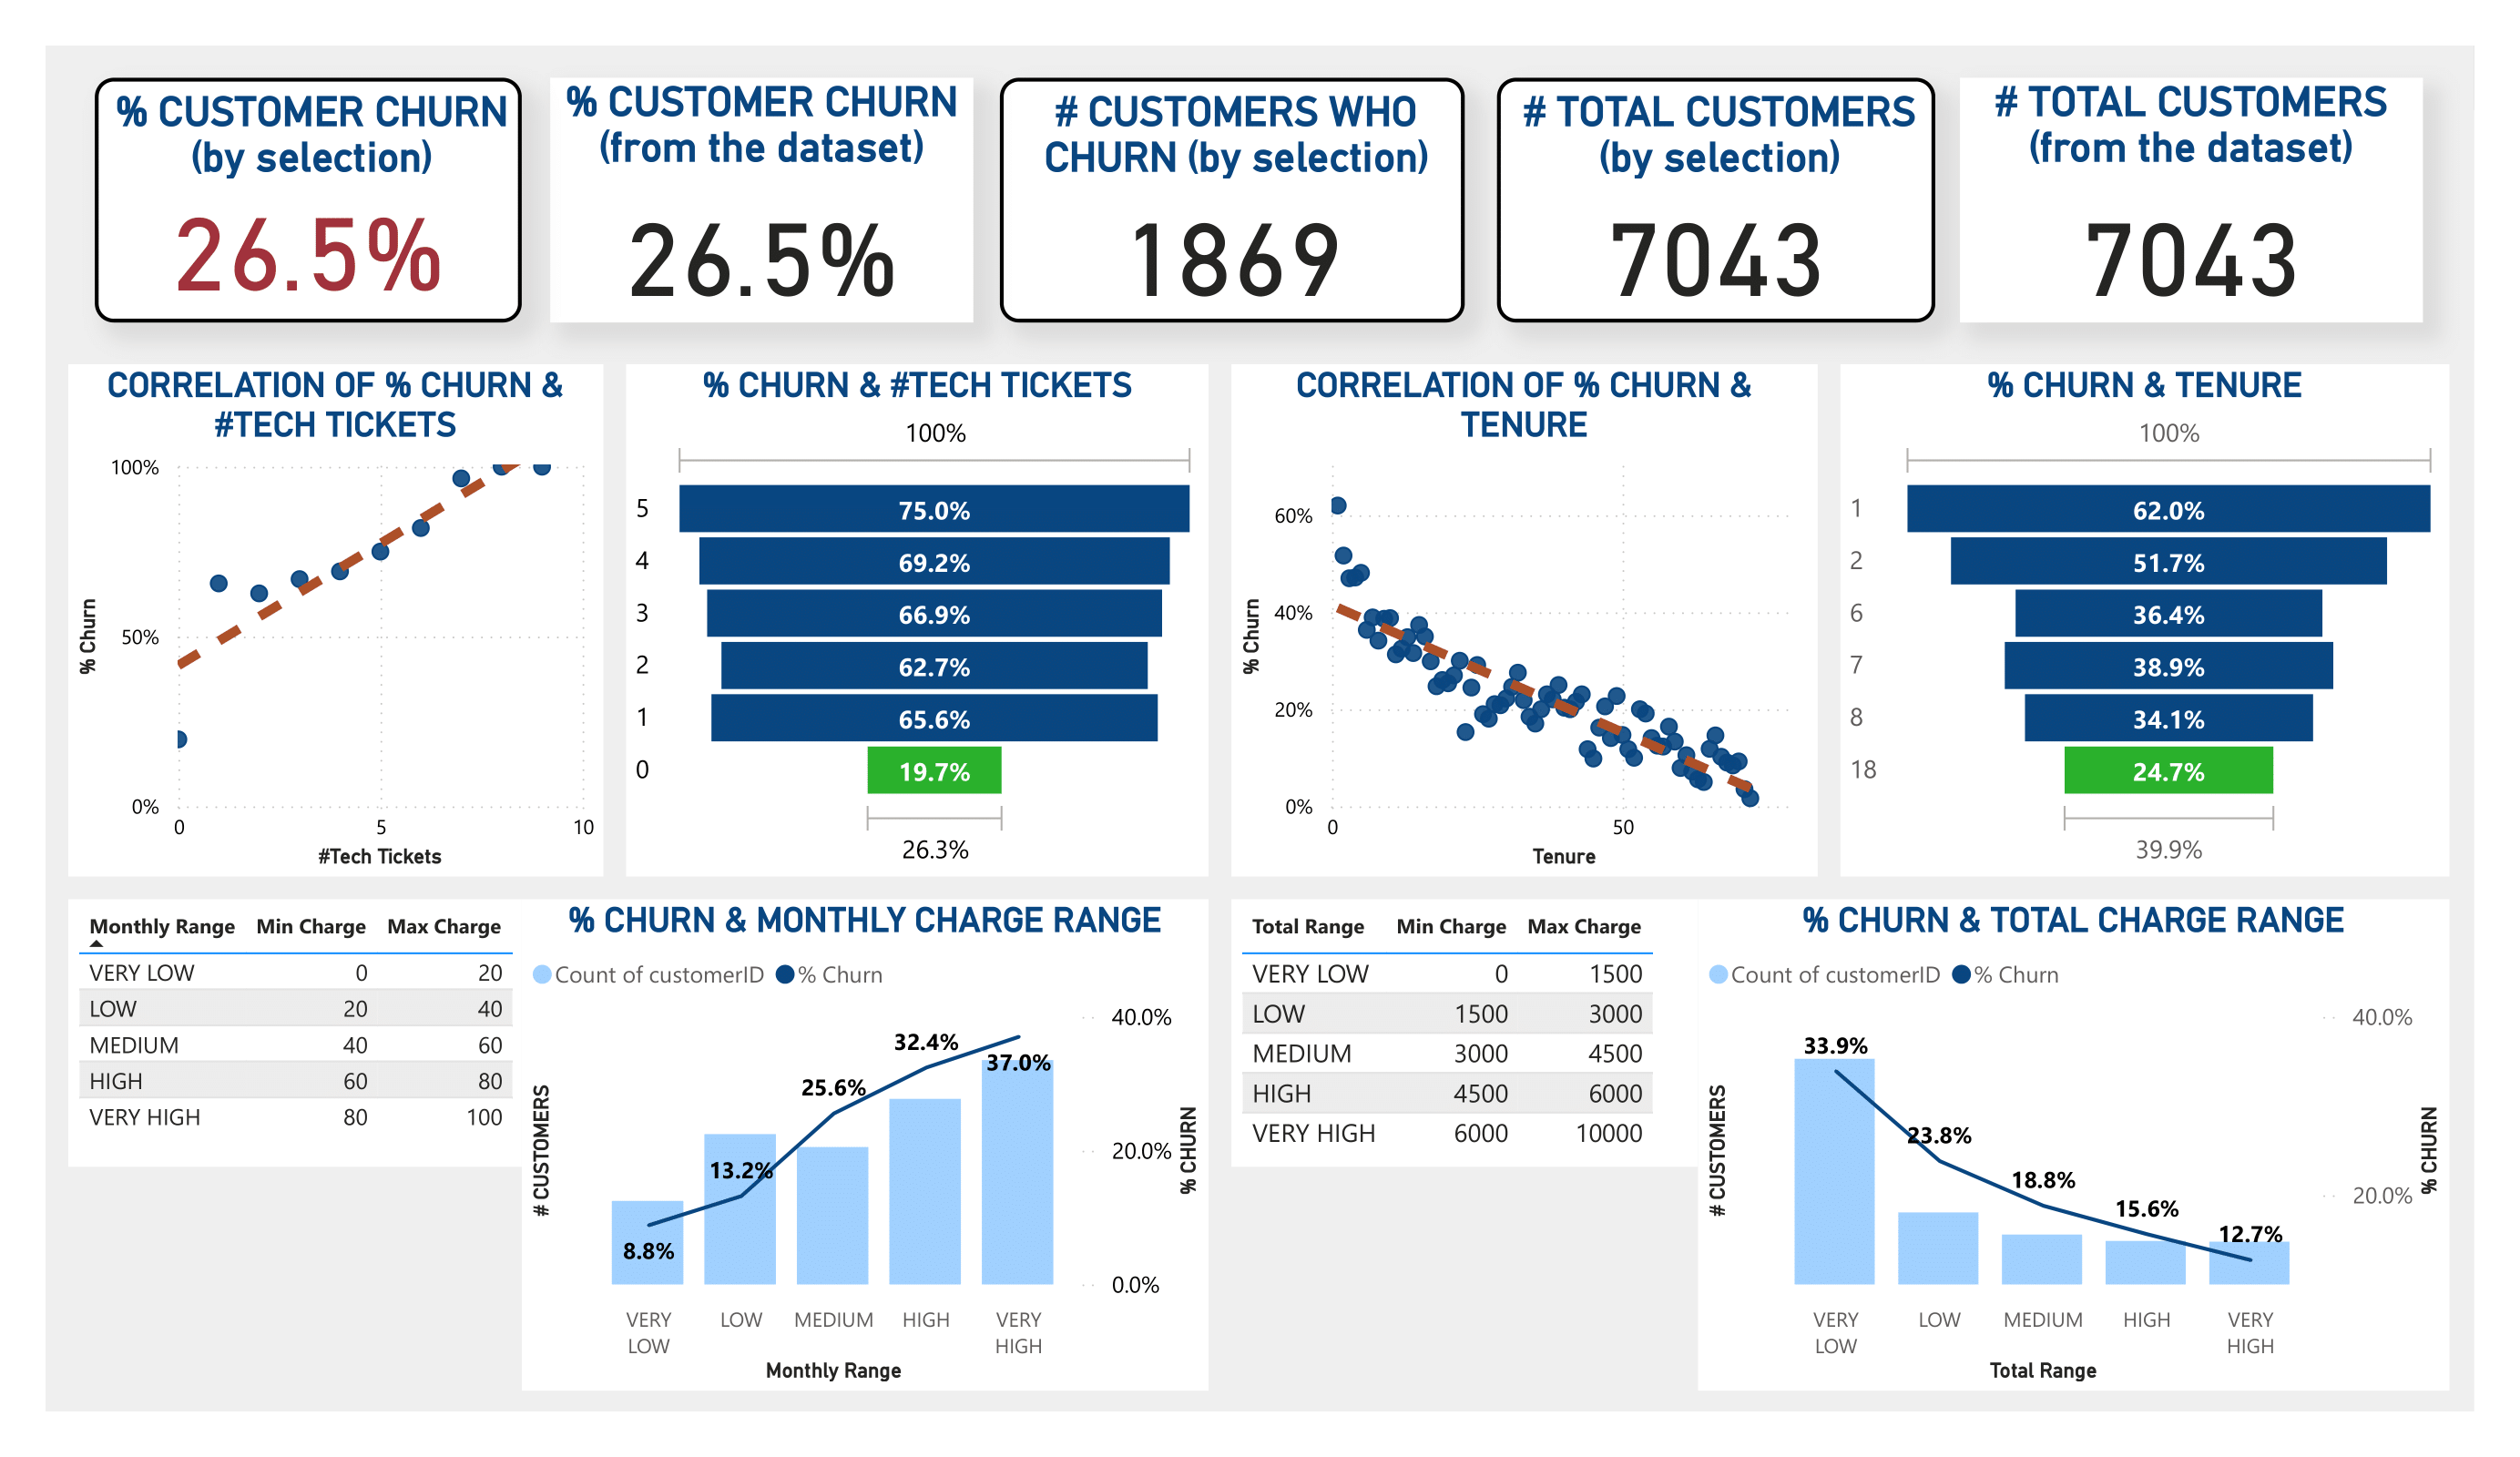 % CUSTOMER CHURN
(by selection)
26.5%
% CUSTOMER CHURN
(from the dataset)
26.5%
# CUSTOMERS WHO
CHURN (by selection)
1869
# TOTAL CUSTOMERS
(by selection)
7043
# TOTAL CUSTOMERS
(from the dataset)
7043
CORRELATION OF % CHURN &
#TECH TICKETS
100%
50%
0%
% Churn
0 5 10
#Tech Tickets
% CHURN & #TECH TICKETS
100%
5 75.0%
4 69.2%
3 66.9%
2 62.7%
1 65.6%
0 19.7%
26.3%
CORRELATION OF % CHURN &
TENURE
60%
40%
20%
0%
% Churn
0 50
Tenure
% CHURN & TENURE
100%
1 62.0%
2 51.7%
6 36.4%
7 38.9%
8 34.1%
18 24.7%
39.9%
Monthly Range Min Charge Max Charge
VERY LOW 0 20
LOW 20 40
MEDIUM 40 60
HIGH 60 80
VERY HIGH 80 100
% CHURN & MONTHLY CHARGE RANGE
Count of customerID % Churn
# CUSTOMERS
8.8%
13.2%
25.6%
32.4%
37.0%
40.0%
20.0%
0.0%
% CHURN
VERY
LOW
LOW
MEDIUM
HIGH
VERY
HIGH
Monthly Range
Total Range Min Charge Max Charge
VERY LOW 0 1500
LOW 1500 3000
MEDIUM 3000 4500
HIGH 4500 6000
VERY HIGH 6000 10000
% CHURN & TOTAL CHARGE RANGE
Count of customerID % Churn
# CUSTOMERS
33.9%
23.8%
18.8%
15.6%
12.7%
40.0%
20.0%
% CHURN
VERY
LOW
LOW
MEDIUM
HIGH
VERY
HIGH
Total Range